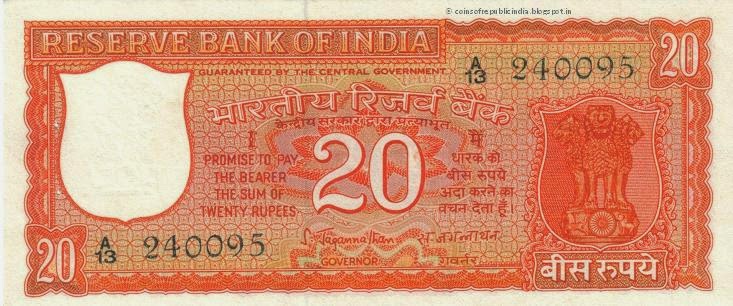 © coinsofrepublicindia.blogspot.in
RESERVE BANK OF INDIA
20
GUARANTEED BY THE CENTRAL GOVERNMENT
A/13 240095
भारतीय रिज़र्व बैंक
केन्द्रीय सरकार द्वारा प्रत्याभूत
I
PROMISE TO PAY
THE BEARER
THE SUM OF
TWENTY RUPEES
20
मैं
धारक को
बीस रुपये
अदा करने का
वचन देता हूँ।
20
A/13 240095
S. Jagannathan
GOVERNOR
स. जगन्नाथन
गवर्नर
बीस रुपये